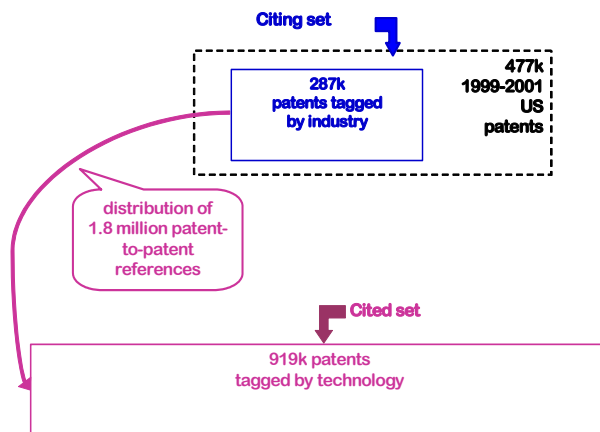 Citing set
287k
patents tagged
by industry
477k
1999-2001
US
patents
distribution of
1.8 million patent-
to-patent
references
Cited set
919k patents
tagged by technology